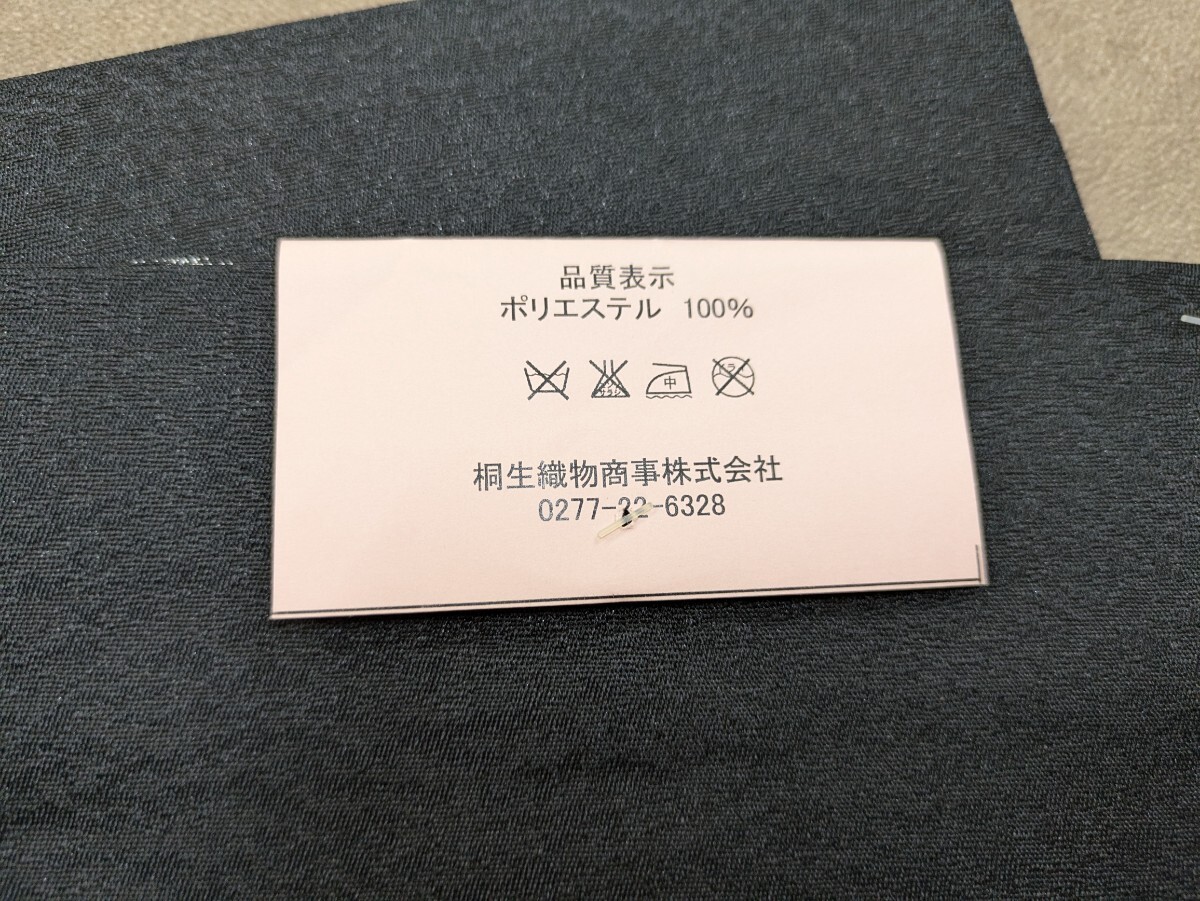 品質表示
ポリエステル 100%
中
桐生織物商事株式会社
0277-22-6328